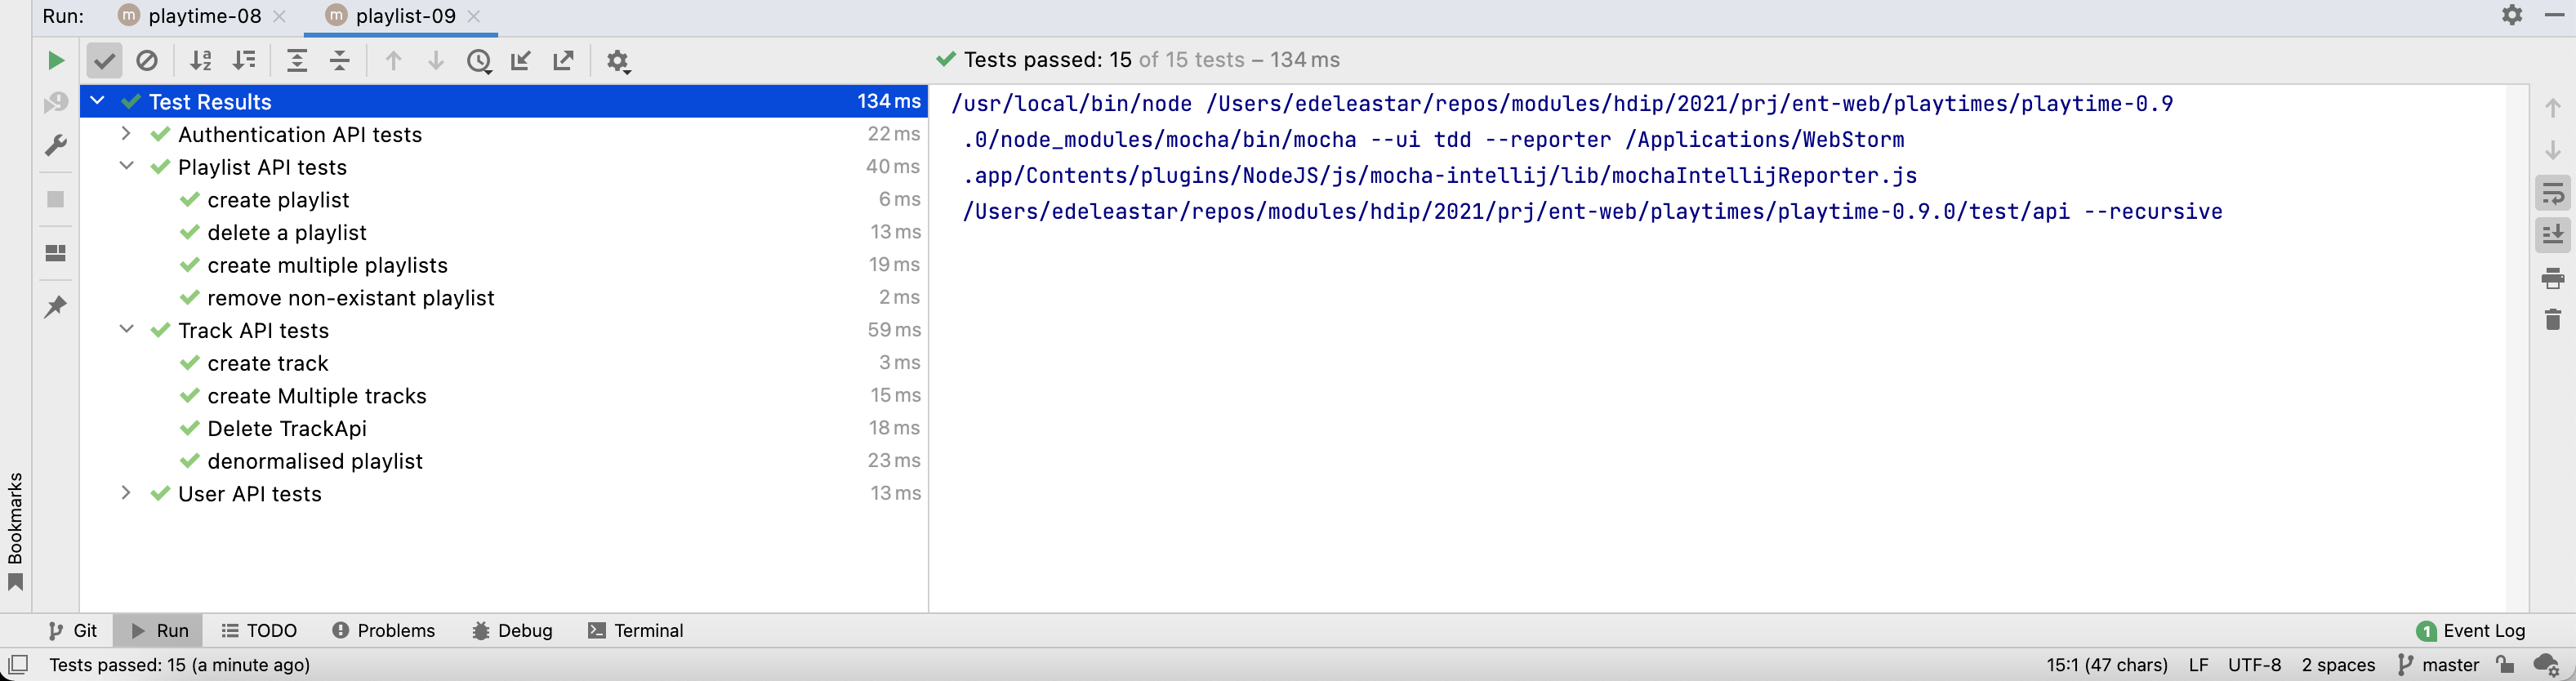 Run: playtime-08 playlist-09
Tests passed: 15 of 15 tests – 134 ms
Test Results 134 ms
Authentication API tests 22 ms
Playlist API tests 40 ms
create playlist 6 ms
delete a playlist 13 ms
create multiple playlists 19 ms
remove non-existant playlist 2 ms
Track API tests 59 ms
create track 3 ms
create Multiple tracks 15 ms
Delete TrackApi 18 ms
denormalised playlist 23 ms
User API tests 13 ms
/usr/local/bin/node /Users/edeleastar/repos/modules/hdip/2021/prj/ent-web/playtimes/playtime-0.9
.0/node_modules/mocha/bin/mocha --ui tdd --reporter /Applications/WebStorm
.app/Contents/plugins/NodeJS/js/mocha-intellij/lib/mochaIntellijReporter.js
/Users/edeleastar/repos/modules/hdip/2021/prj/ent-web/playtimes/playtime-0.9.0/test/api --recursive
Bookmarks
Git Run TODO Problems Debug Terminal 1 Event Log
Tests passed: 15 (a minute ago) 15:1 (47 chars) LF UTF-8 2 spaces master